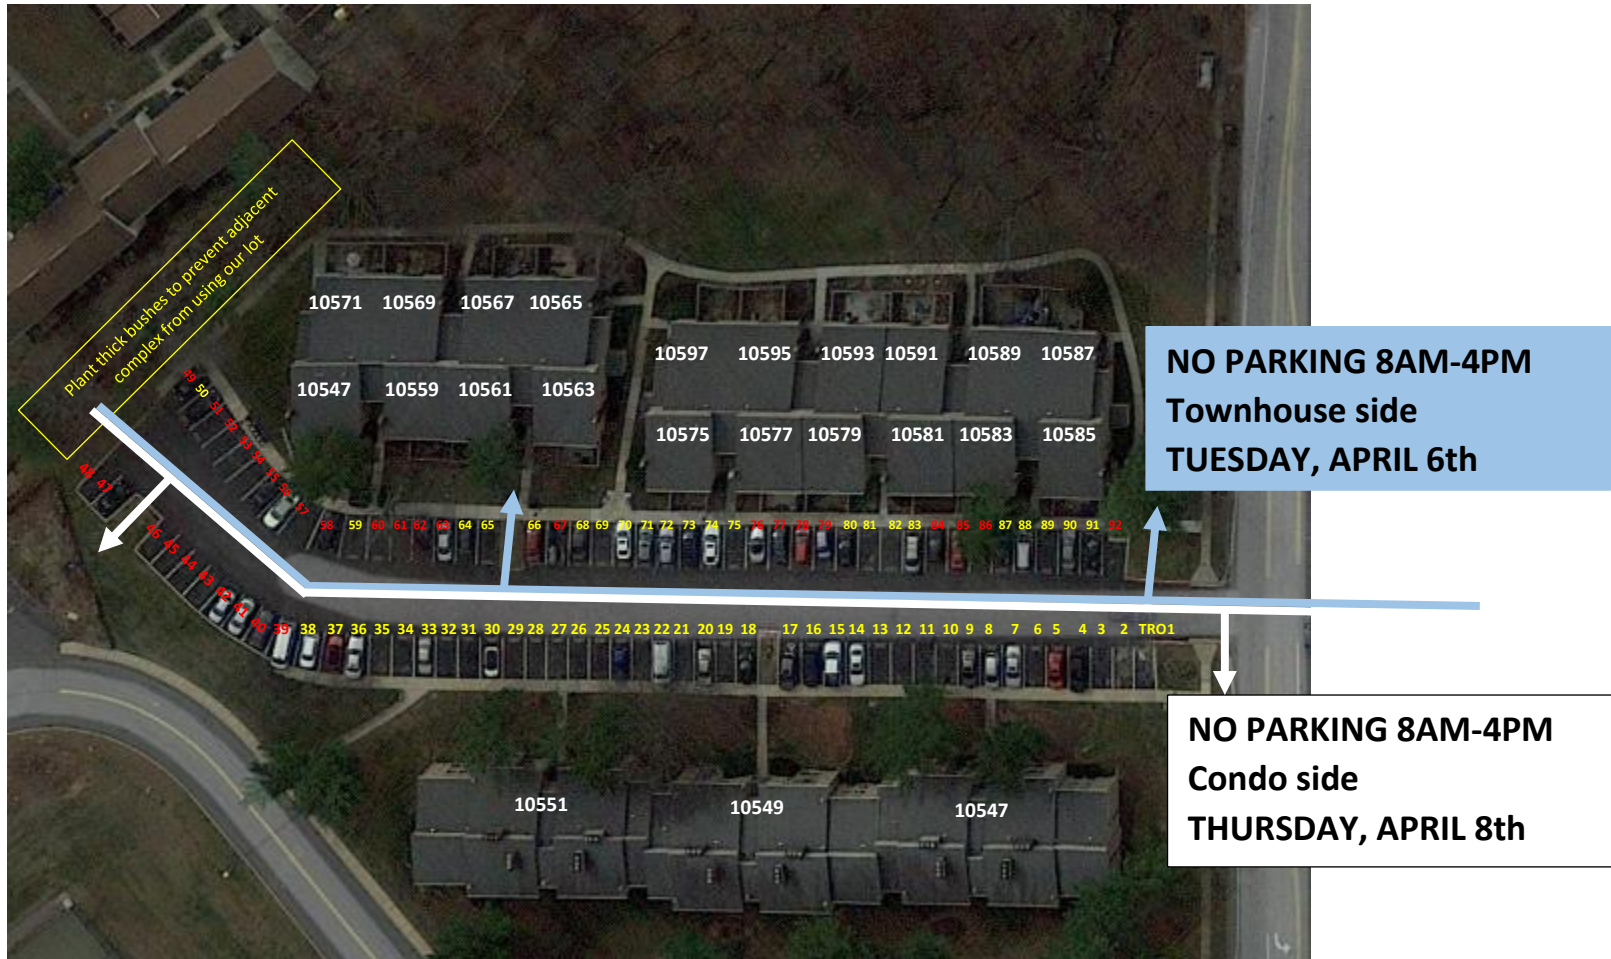 Plant thick bushes to prevent adjacent
complex from using our lot
10571 10569 10567 10565
10597 10595 10593 10591 10589 10587
10547 10559 10561 10563
10575 10577 10579 10581 10583 10585
NO PARKING 8AM-4PM
Townhouse side
TUESDAY, APRIL 6th
49 50 51 52 53 54 55 56 57
58 59 60 61 62 63 64 65 66 67 68 69 70 71 72 73 74 75 76 77 78 79 80 81 82 83 84 85 86 87 88 89 90 91 92
48 47
46 45 44 43 42 41 40 39 38 37 36 35 34 33 32 31 30 29 28 27 26 25 24 23 22 21 20 19 18 17 16 15 14 13 12 11 10 9 8 7 6 5 4 3 2 TRO1
NO PARKING 8AM-4PM
Condo side
THURSDAY, APRIL 8th
10551 10549 10547